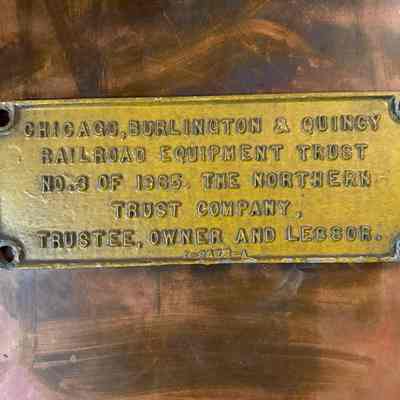 CHICAGO, BURLINGTON & QUINCY
RAILROAD EQUIPMENT TRUST
NO. 3 OF 1965. THE NORTHERN
TRUST COMPANY,
TRUSTEE, OWNER AND LESSOR.